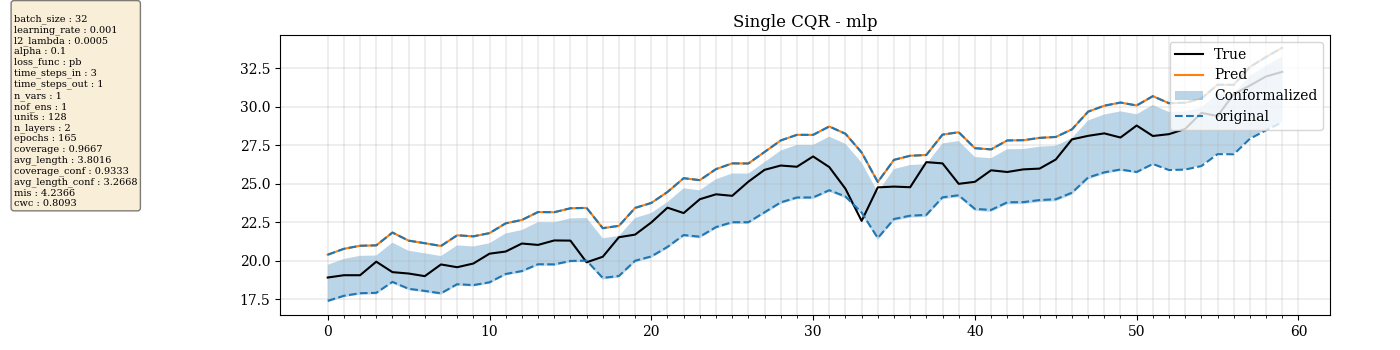 batch_size : 32
learning_rate : 0.001
l2_lambda : 0.0005
alpha : 0.1
loss_func : pb
time_steps_in : 3
time_steps_out : 1
n_vars : 1
nof_ens : 1
units : 128
n_layers : 2
epochs : 165
coverage : 0.9667
avg_length : 3.8016
coverage_conf : 0.9333
avg_length_conf : 3.2668
mis : 4.2366
cwc : 0.8093
Single CQR - mlp
True
Pred
Conformalized
original
32.5
30.0
27.5
25.0
22.5
20.0
17.5
0 10 20 30 40 50 60